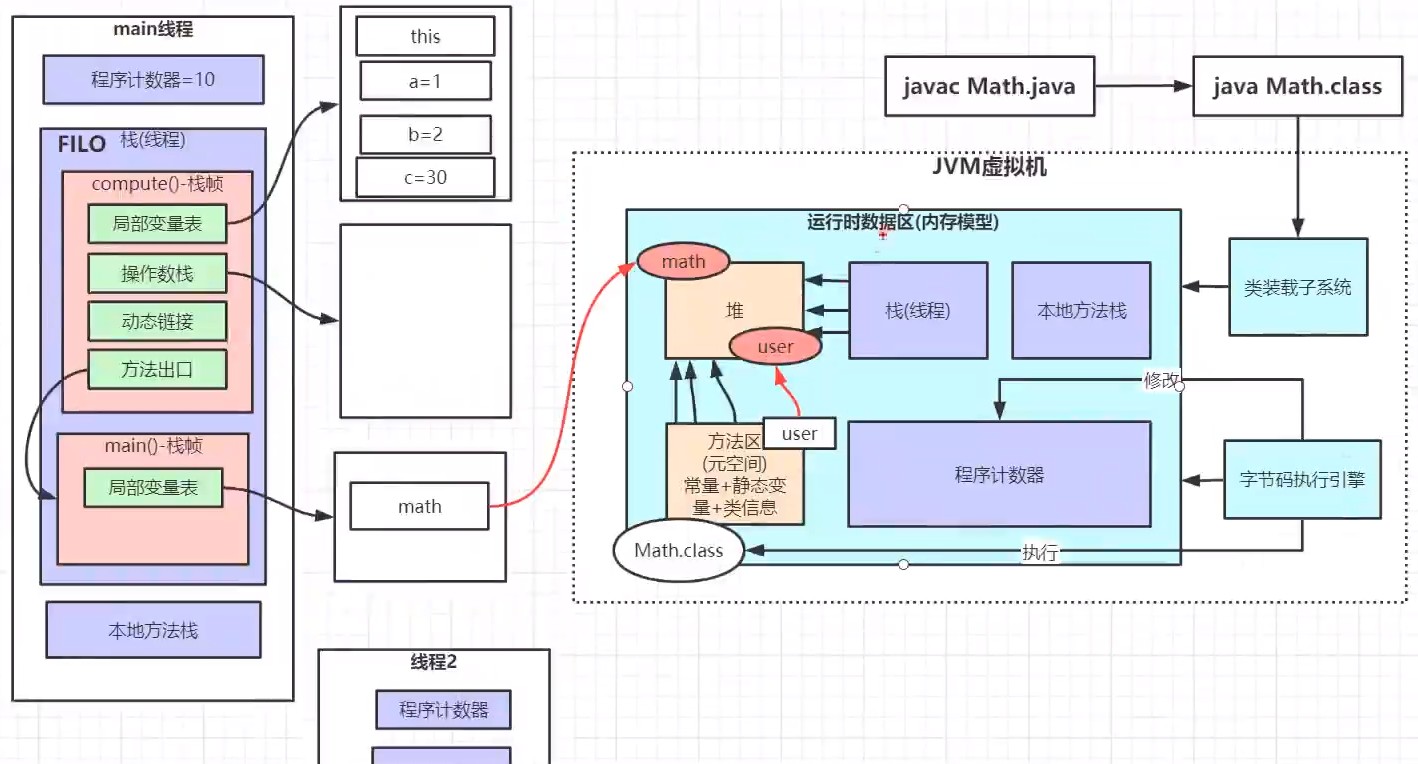 main线程
程序计数器=10
FILO
栈(线程)
compute()-栈帧
局部变量表
操作数栈
动态链接
方法出口
main()-栈帧
局部变量表
本地方法栈
this
a=1
b=2
c=30
math
线程2
程序计数器
javac Math.java
java Math.class
JVM虚拟机
运行时数据区(内存模型)
math
堆
user
栈(线程)
本地方法栈
类装载子系统
修改
user
方法区
(元空间)
常量+静态变
量+类信息
程序计数器
字节码执行引擎
Math.class
执行